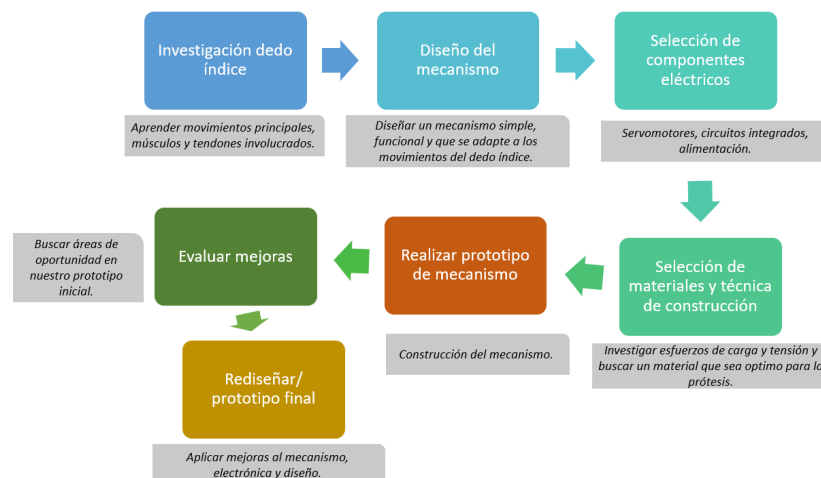 Investigación dedo
índice
Aprender movimientos principales,
músculos y tendones involucrados.
Diseño del
mecanismo
Diseñar un mecanismo simple,
funcional y que se adapte a los
movimientos del dedo índice.
Selección de
componentes
eléctricos
Servomotores, circuitos integrados,
alimentación.
Selección de
materiales y técnica
de construcción
Investigar esfuerzos de carga y tensión y
buscar un material que sea optimo para la
prótesis.
Realizar prototipo
de mecanismo
Construcción del mecanismo.
Evaluar mejoras
Buscar áreas de
oportunidad en
nuestro prototipo
inicial.
Rediseñar/
prototipo final
Aplicar mejoras al mecanismo,
electrónica y diseño.